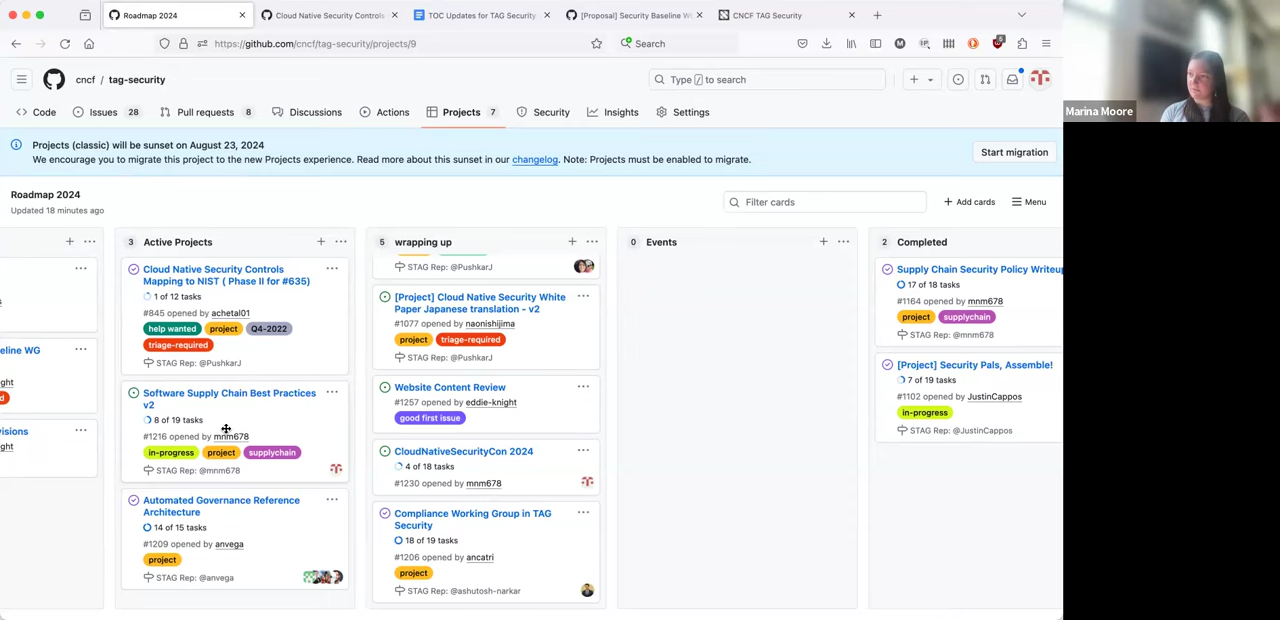 Roadmap 2024
Cloud Native Security Controls
TOC Updates for TAG Security
[Proposal] Security Baseline W
CNCF TAG Security
https://github.com/cncf/tag-security/projects/9
Search
cncf / tag-security
Type / to search
Code
Issues 28
Pull requests 8
Discussions
Actions
Projects 7
Security
Insights
Settings
Projects (classic) will be sunset on August 23, 2024
We encourage you to migrate this project to the new Projects experience. Read more about this sunset in our changelog. Note: Projects must be enabled to migrate.
Start migration
Roadmap 2024
Updated 18 minutes ago
Filter cards
Add cards
Menu
eline WG
ght
visions
ght
3 Active Projects
Cloud Native Security Controls
Mapping to NIST ( Phase II for #635)
1 of 12 tasks
#845 opened by achetal01
help wanted project Q4-2022
triage-required
STAG Rep: @PushkarJ
Software Supply Chain Best Practices
v2
8 of 19 tasks
#1216 opened by mnm678
in-progress project supplychain
STAG Rep: @mnm678
Automated Governance Reference
Architecture
14 of 15 tasks
#1209 opened by anvega
project
STAG Rep: @anvega
5 wrapping up
STAG Rep: @PushkarJ
[Project] Cloud Native Security White
Paper Japanese translation - v2
#1077 opened by naonishijima
project triage-required
STAG Rep: @PushkarJ
Website Content Review
#1257 opened by eddie-knight
good first issue
CloudNativeSecurityCon 2024
4 of 18 tasks
#1230 opened by mnm678
Compliance Working Group in TAG
Security
18 of 19 tasks
#1206 opened by ancatri
project
STAG Rep: @ashutosh-narkar
0 Events
2 Completed
Supply Chain Security Policy Writeup
17 of 18 tasks
#1164 opened by mnm678
project supplychain
STAG Rep: @mnm678
[Project] Security Pals, Assemble!
7 of 19 tasks
#1102 opened by JustinCappos
in-progress
STAG Rep: @JustinCappos
Marina Moore